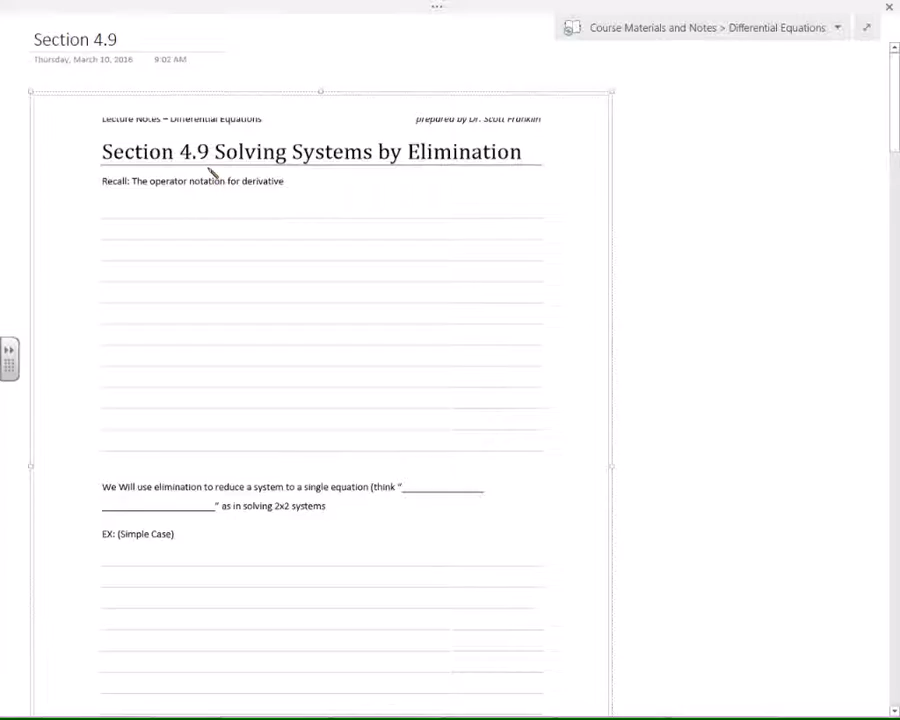 Course Materials and Notes > Differential Equations
Section 4.9
Thursday, March 10, 2016 9:02 AM
Lecture Notes – Differential Equations prepared by Dr. Scott Franklin
Section 4.9 Solving Systems by Elimination
Recall: The operator notation for derivative
We Will use elimination to reduce a system to a single equation (think "_______________
____________________" as in solving 2x2 systems
EX: (Simple Case)